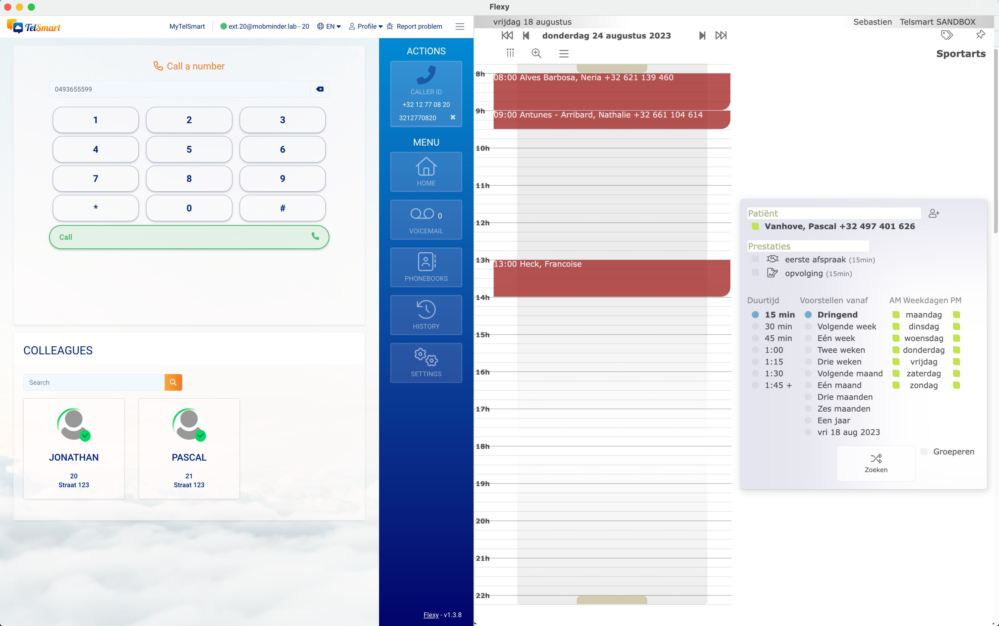 Flexy
TelSmart
MyTelSmart
ext.20@mobminder.lab - 20
EN
Profile
Report problem
Call a number
0493655599
1
2
3
4
5
6
7
8
9
*
0
#
Call
COLLEAGUES
Search
JONATHAN
20
Straat 123
PASCAL
21
Straat 123
ACTIONS
CALLER ID
+32 12 77 08 20
3212770820
MENU
HOME
0
VOICEMAIL
PHONEBOOKS
HISTORY
SETTINGS
Flexy - v1.3.8
vrijdag 18 augustus
Sebastien Telsmart SANDBOX
donderdag 24 augustus 2023
Sportarts
8h
08:00 Alves Barbosa, Neria +32 621 139 460
9h
09:00 Antunes - Arribard, Nathalie +32 661 104 614
10h
11h
12h
13h
13:00 Heck, Francoise
14h
15h
16h
17h
18h
19h
20h
21h
22h
Patiënt
Vanhove, Pascal +32 497 401 626
Prestaties
eerste afspraak (15min)
opvolging (15min)
Duurtijd
15 min
30 min
45 min
1:00
1:15
1:30
1:45 +
Voorstellen vanaf
Dringend
Volgende week
Eén week
Twee weken
Drie weken
Volgende maand
Eén maand
Drie maanden
Zes maanden
Een jaar
vri 18 aug 2023
AM Weekdagen PM
maandag
dinsdag
woensdag
donderdag
vrijdag
zaterdag
zondag
Groeperen
Zoeken